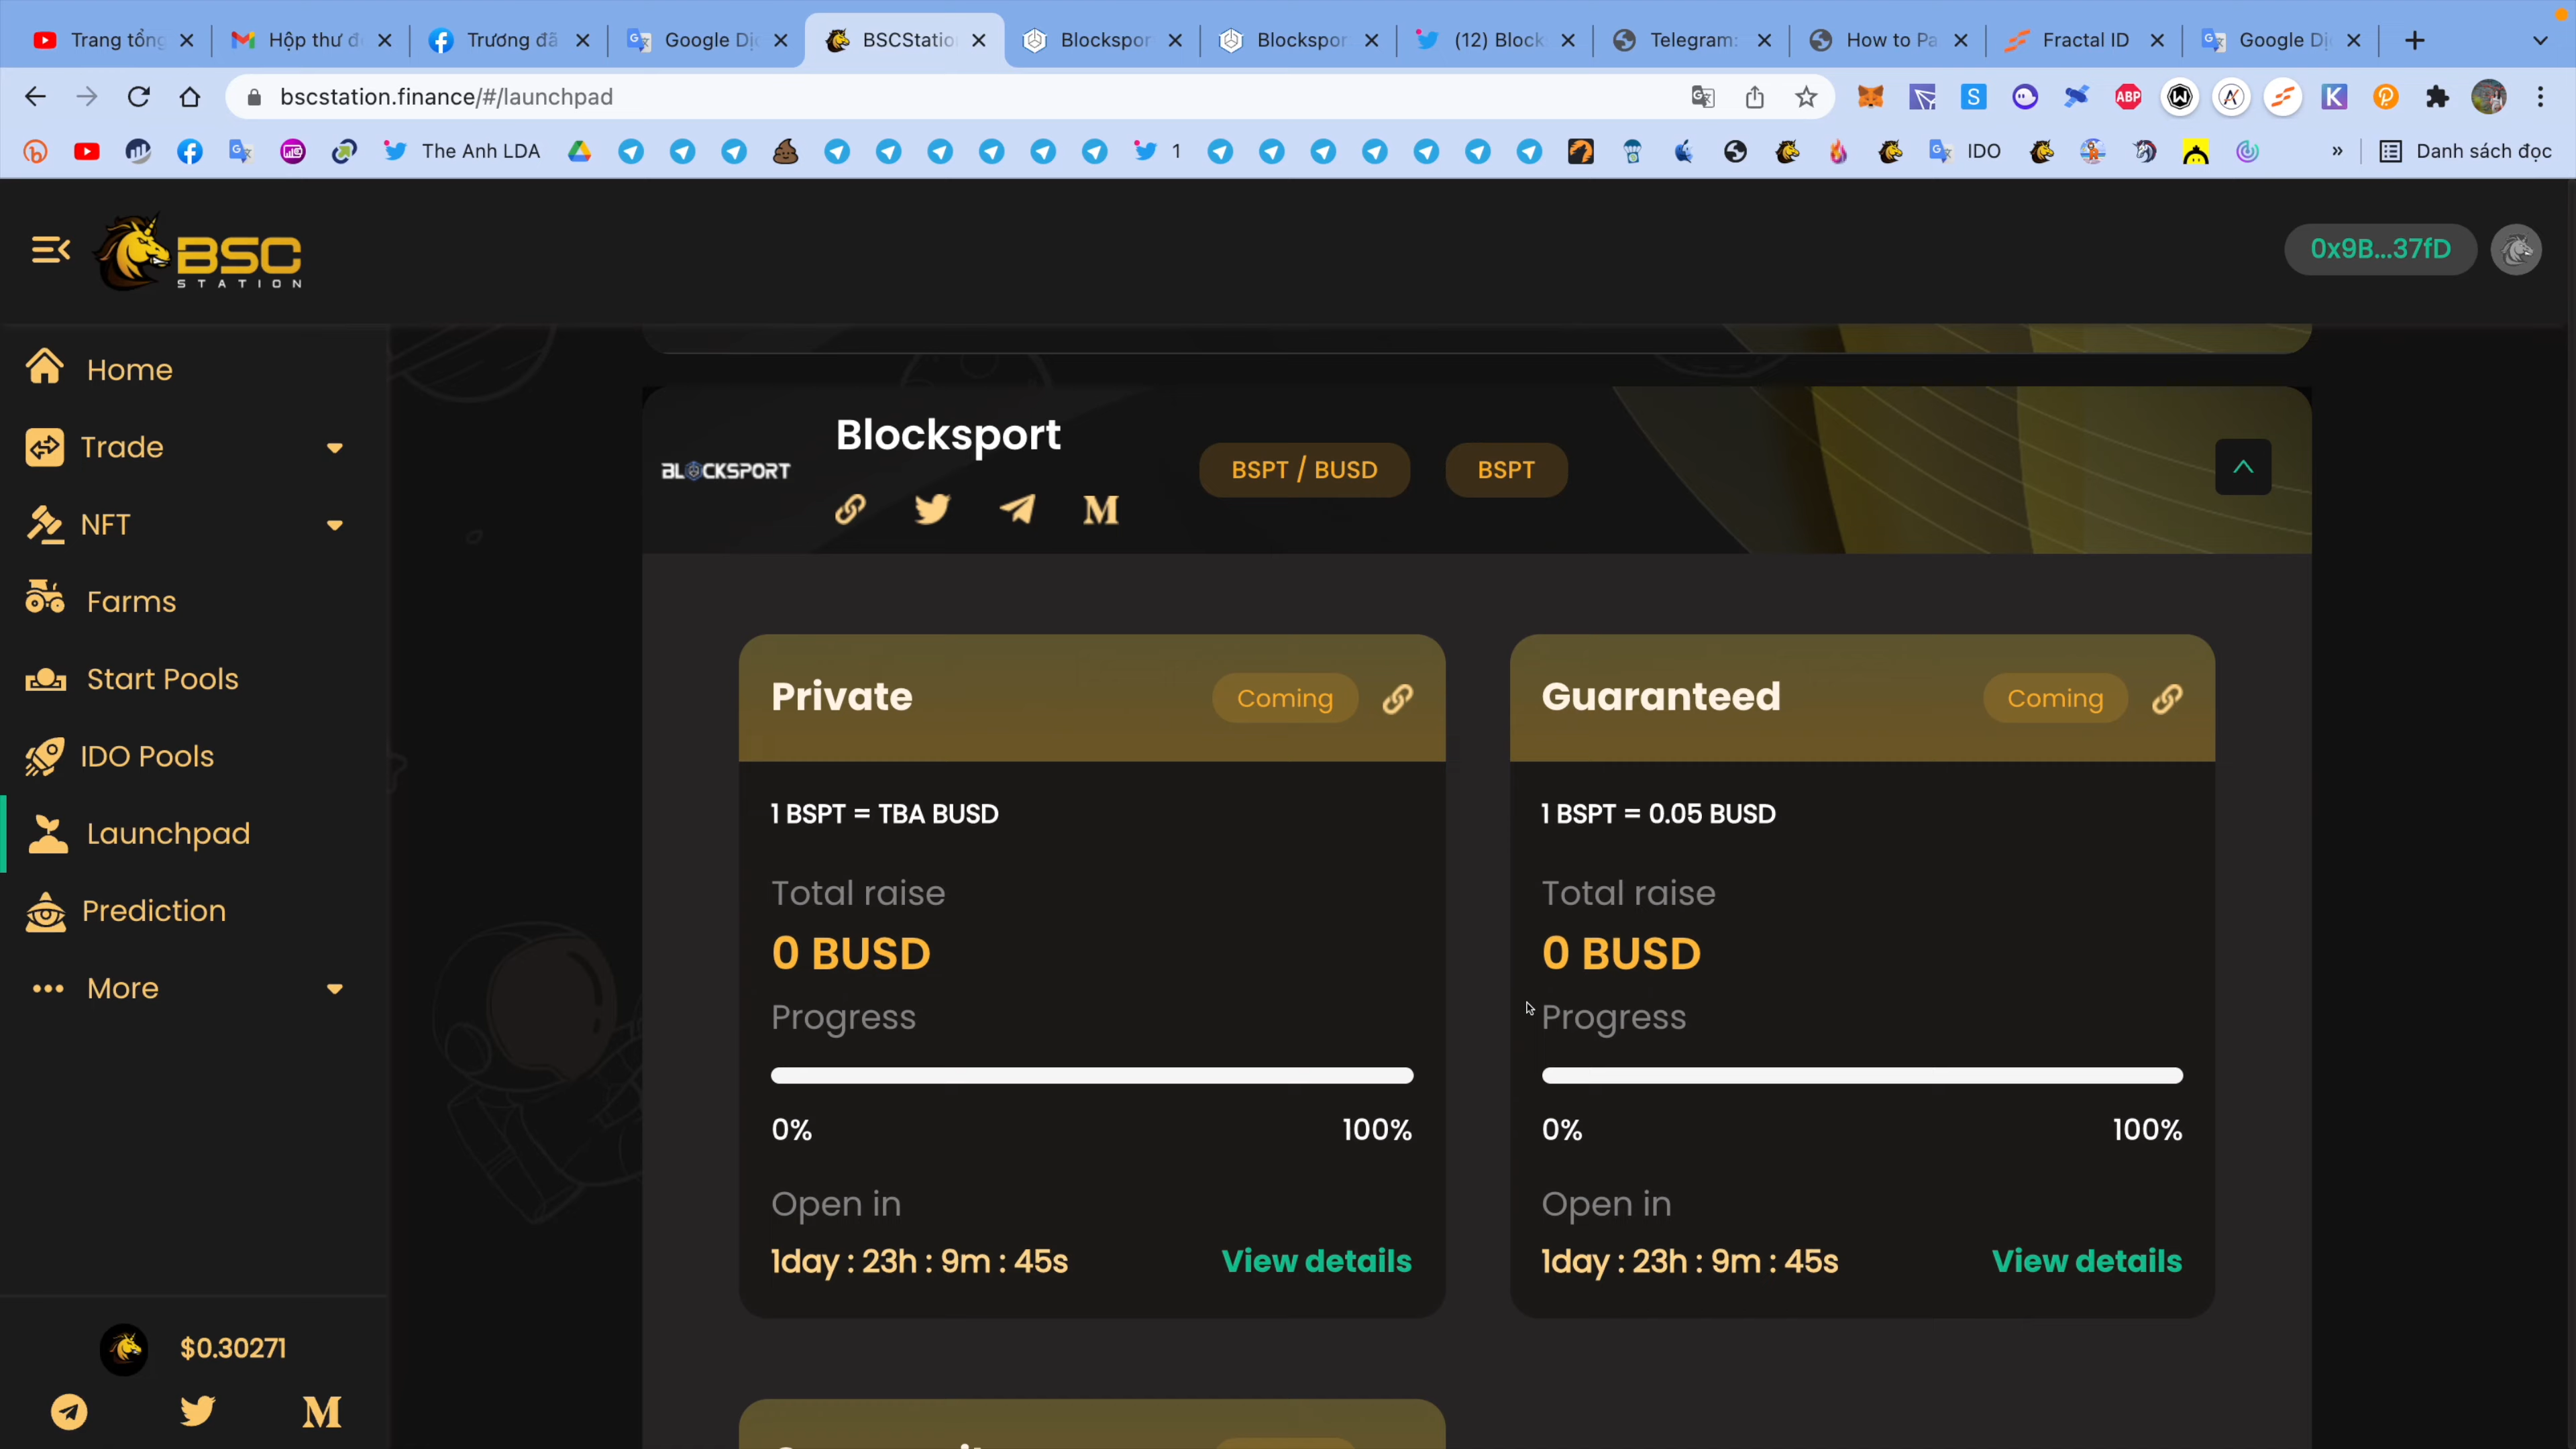 Trang tổng
Hộp thư đ
Trương đã
Google Dị
BSCStatio
Blockspor
Blockspor
(12) Block
Telegram:
How to Pa
Fractal ID
Google Dị
bscstation.finance/#/launchpad
The Anh LDA
1
IDO
Danh sách đọc
BSC
STATION
0x9B...37fD
Home
Trade
NFT
Farms
Start Pools
IDO Pools
Launchpad
Prediction
More
$0.30271
BLOCKSPORT
Blocksport
BSPT / BUSD
BSPT
Private
Coming
1 BSPT = TBA BUSD
Total raise
0 BUSD
Progress
0% 100%
Open in
1day : 23h : 9m : 45s
View details
Guaranteed
Coming
1 BSPT = 0.05 BUSD
Total raise
0 BUSD
Progress
0% 100%
Open in
1day : 23h : 9m : 45s
View details